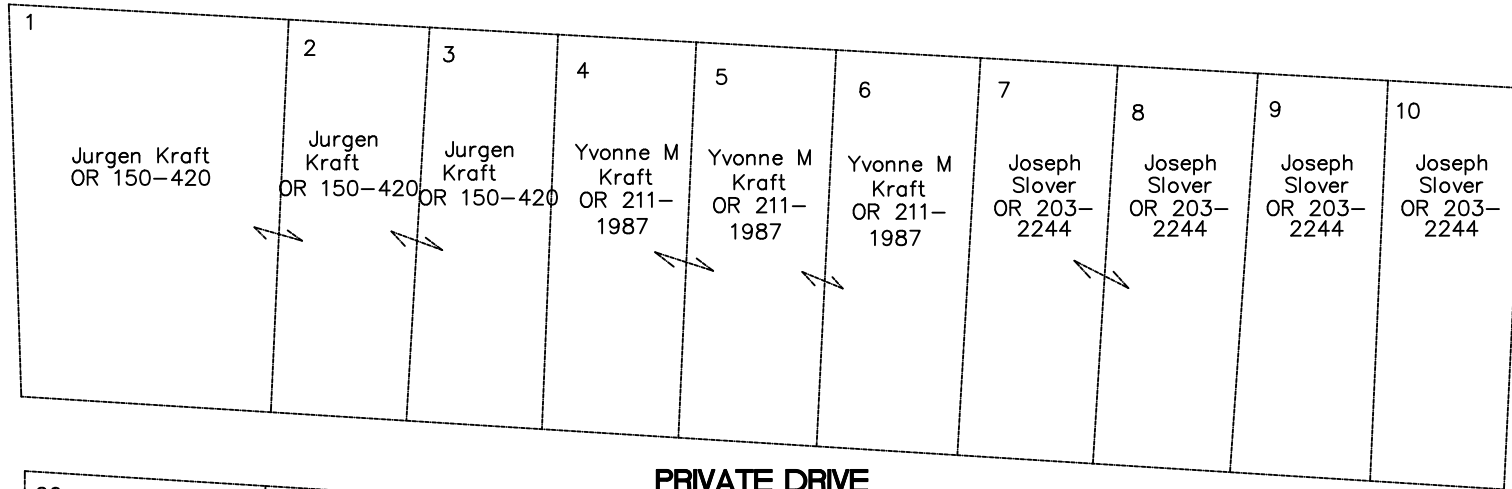 1
Jurgen Kraft
OR 150-420
2
Jurgen
Kraft
OR 150-420
3
Jurgen
Kraft
OR 150-420
4
Yvonne M
Kraft
OR 211-
1987
5
Yvonne M
Kraft
OR 211-
1987
6
Yvonne M
Kraft
OR 211-
1987
7
Joseph
Slover
OR 203-
2244
8
Joseph
Slover
OR 203-
2244
9
Joseph
Slover
OR 203-
2244
10
Joseph
Slover
OR 203-
2244
PRIVATE DRIVE